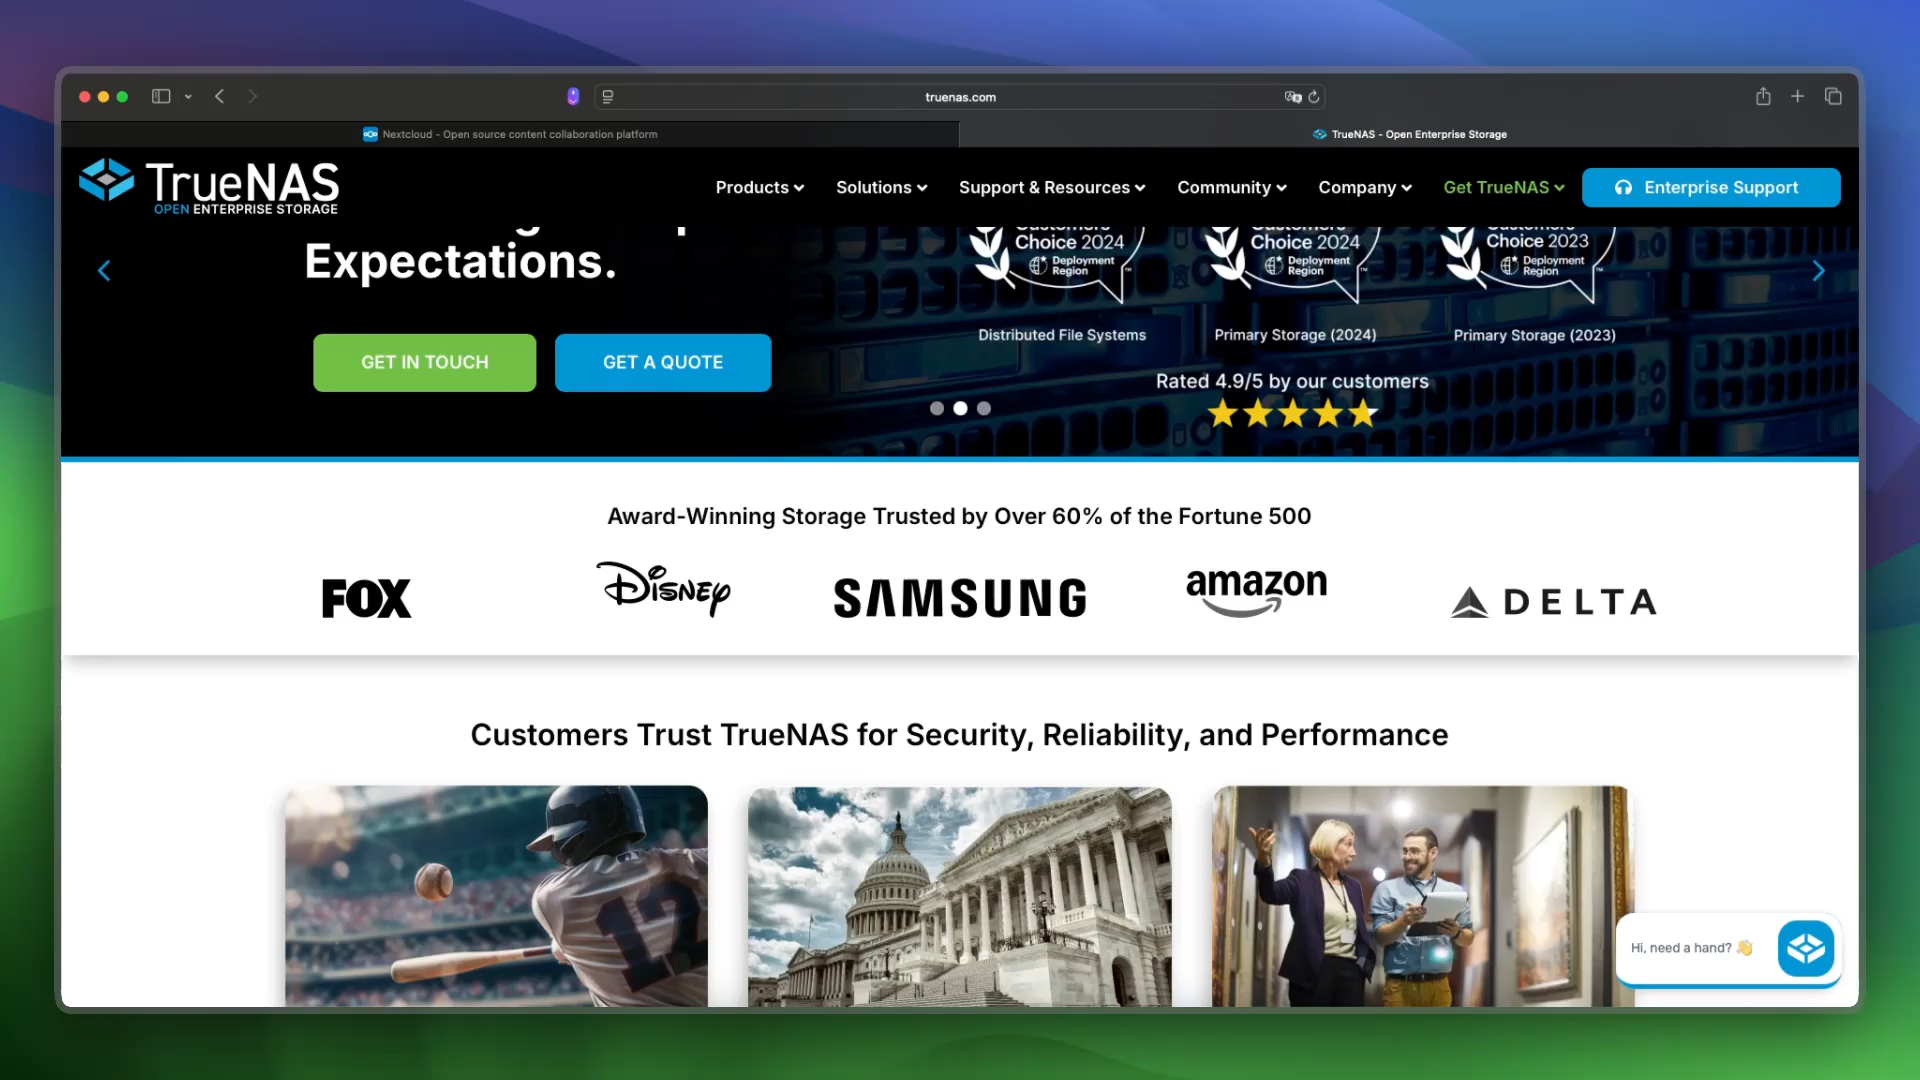 truenas.com
Nextcloud - Open source content collaboration platform
TrueNAS - Open Enterprise Storage
TrueNAS
OPEN ENTERPRISE STORAGE
Products
Solutions
Support & Resources
Community
Company
Get TrueNAS
Enterprise Support
Expectations.
GET IN TOUCH
GET A QUOTE
Customers
Choice 2024
Deployment
Region
Distributed File Systems
Customers
Choice 2024
Deployment
Region
Primary Storage (2024)
Customers
Choice 2023
Deployment
Region
Primary Storage (2023)
Rated 4.9/5 by our customers
Award-Winning Storage Trusted by Over 60% of the Fortune 500
FOX
Disney
SAMSUNG
amazon
DELTA
Customers Trust TrueNAS for Security, Reliability, and Performance
12
Hi, need a hand? 👋